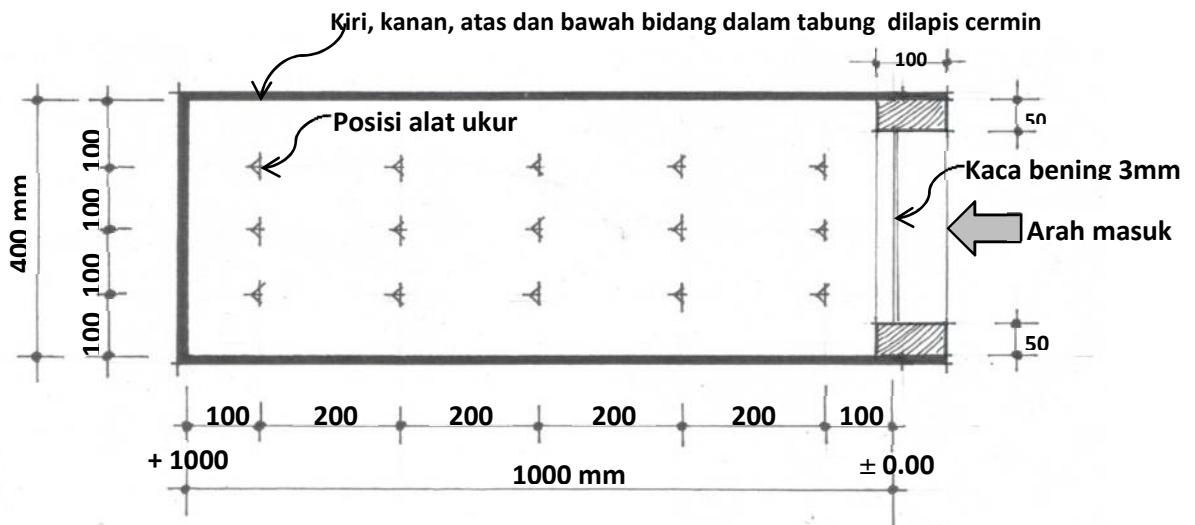 Kiri, kanan, atas dan bawah bidang dalam tabung dilapis cermin
100
Posisi alat ukur
50
Kaca bening 3mm
Arah masuk
400 mm
100
100
100
100
50
100
200
200
200
200
100
+ 1000
1000 mm
± 0.00